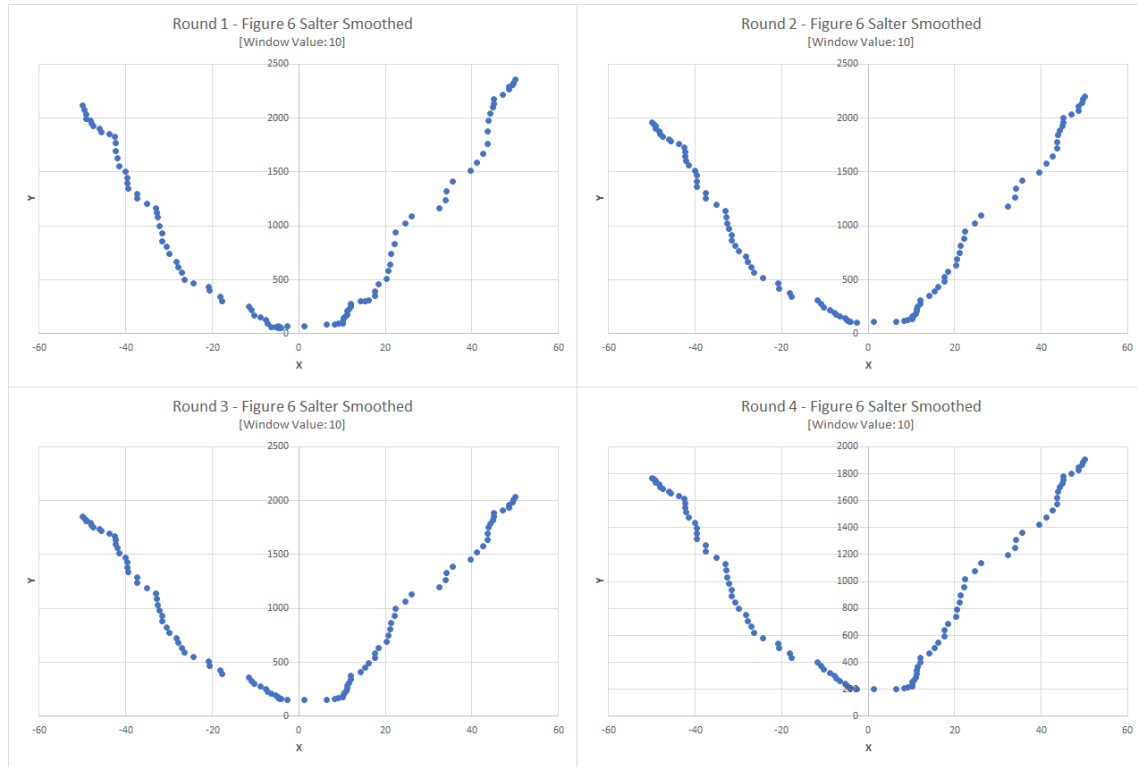 Round 1 - Figure 6 Salter Smoothed
[Window Value: 10]
2500
2000
1500
1000
500
0
-60 -40 -20 0 20 40 60
Y
X
Round 2 - Figure 6 Salter Smoothed
[Window Value: 10]
2500
2000
1500
1000
500
0
-60 -40 -20 0 20 40 60
Y
X
Round 3 - Figure 6 Salter Smoothed
[Window Value: 10]
2500
2000
1500
1000
500
0
-60 -40 -20 0 20 40 60
Y
X
Round 4 - Figure 6 Salter Smoothed
[Window Value: 10]
2000
1800
1600
1400
1200
1000
800
600
400
200
0
-60 -40 -20 0 20 40 60
Y
X